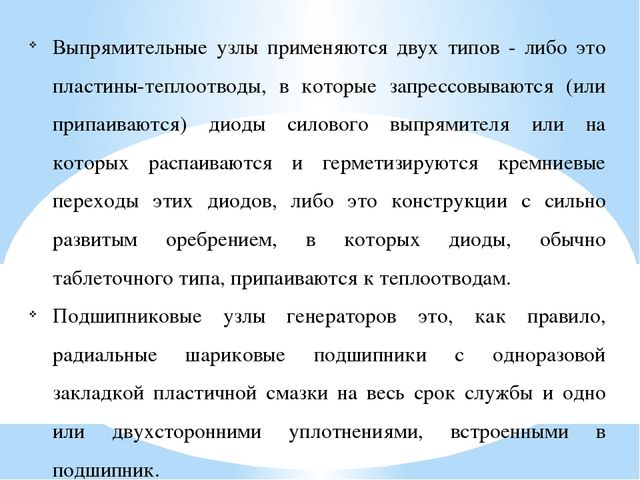 Выпрямительные узлы применяются двух типов - либо это
пластины-теплоотводы, в которые запрессовываются (или
припаиваются) диоды силового выпрямителя или на
которых распаиваются и герметизируются кремниевые
переходы этих диодов, либо это конструкции с сильно
развитым оребрением, в которых диоды, обычно
таблеточного типа, припаиваются к теплоотводам.
Подшипниковые узлы генераторов это, как правило,
радиальные шариковые подшипники с одноразовой
закладкой пластичной смазки на весь срок службы и одно
или двухсторонними уплотнениями, встроенными в
подшипник.